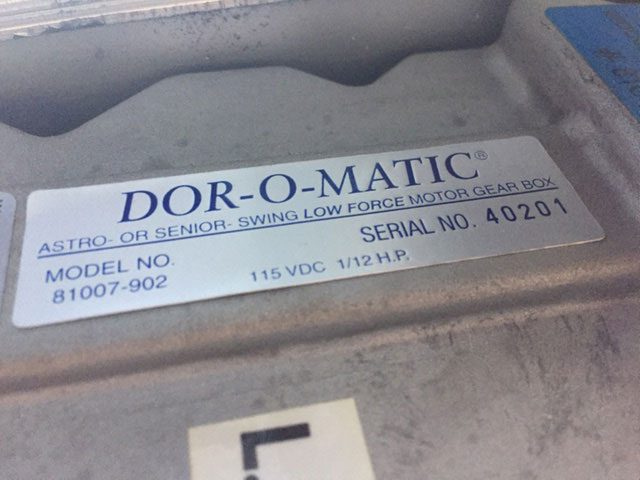 DOR-O-MATIC®
ASTRO- OR SENIOR- SWING LOW FORCE MOTOR GEAR BOX
MODEL NO.
81007-902
SERIAL NO. 40201
115 VDC 1/12 H.P.